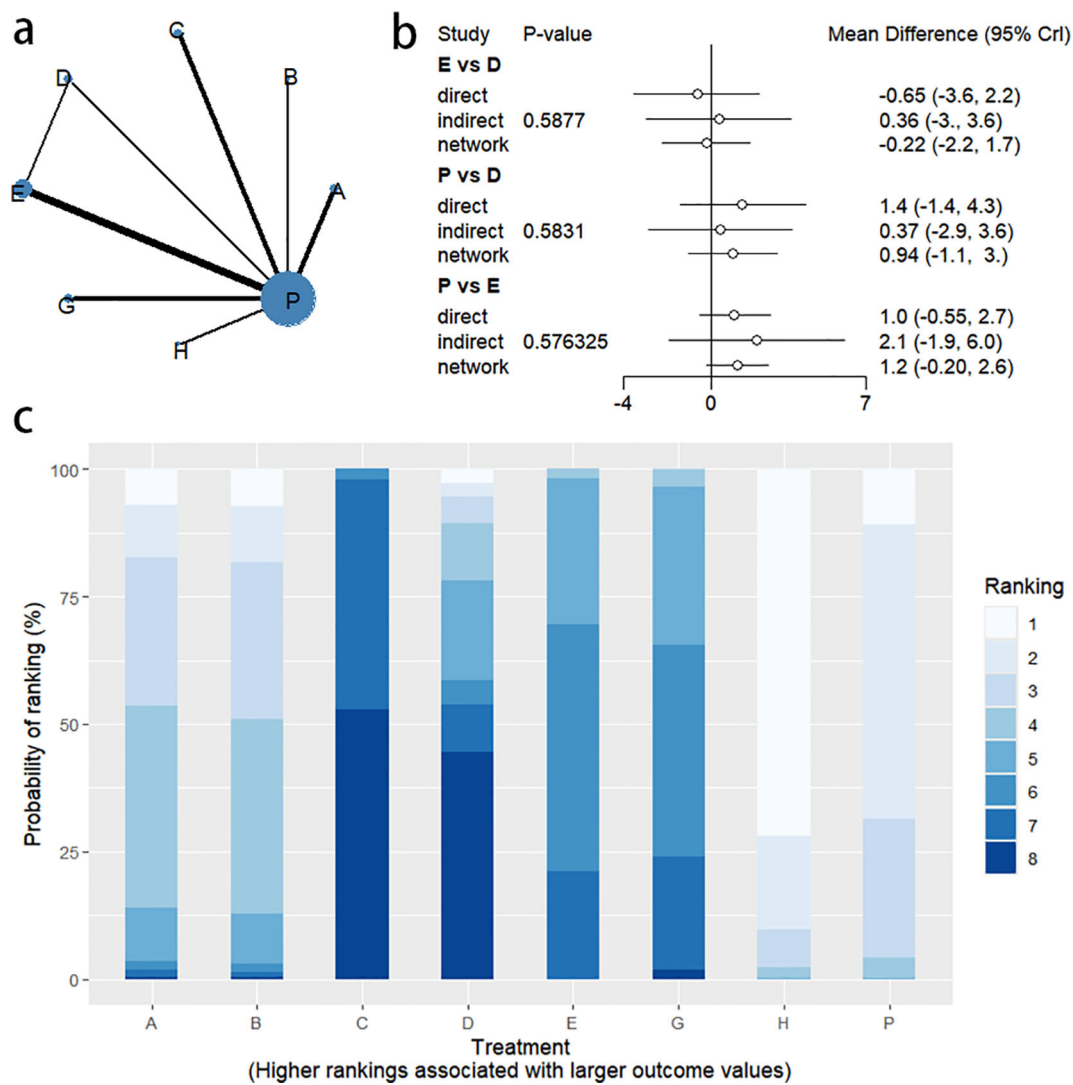 a
C
D
B
E
A
G
P
H
b
Study P-value Mean Difference (95% CrI)
E vs D
direct -0.65 (-3.6, 2.2)
indirect 0.5877 0.36 (-3., 3.6)
network -0.22 (-2.2, 1.7)
P vs D
direct 1.4 (-1.4, 4.3)
indirect 0.5831 0.37 (-2.9, 3.6)
network 0.94 (-1.1, 3.)
P vs E
direct 1.0 (-0.55, 2.7)
indirect 0.576325 2.1 (-1.9, 6.0)
network 1.2 (-0.20, 2.6)
-4 0 7
c
Probability of ranking (%)
100
75
50
25
0
A B C D E G H P
Treatment
(Higher rankings associated with larger outcome values)
Ranking
1
2
3
4
5
6
7
8